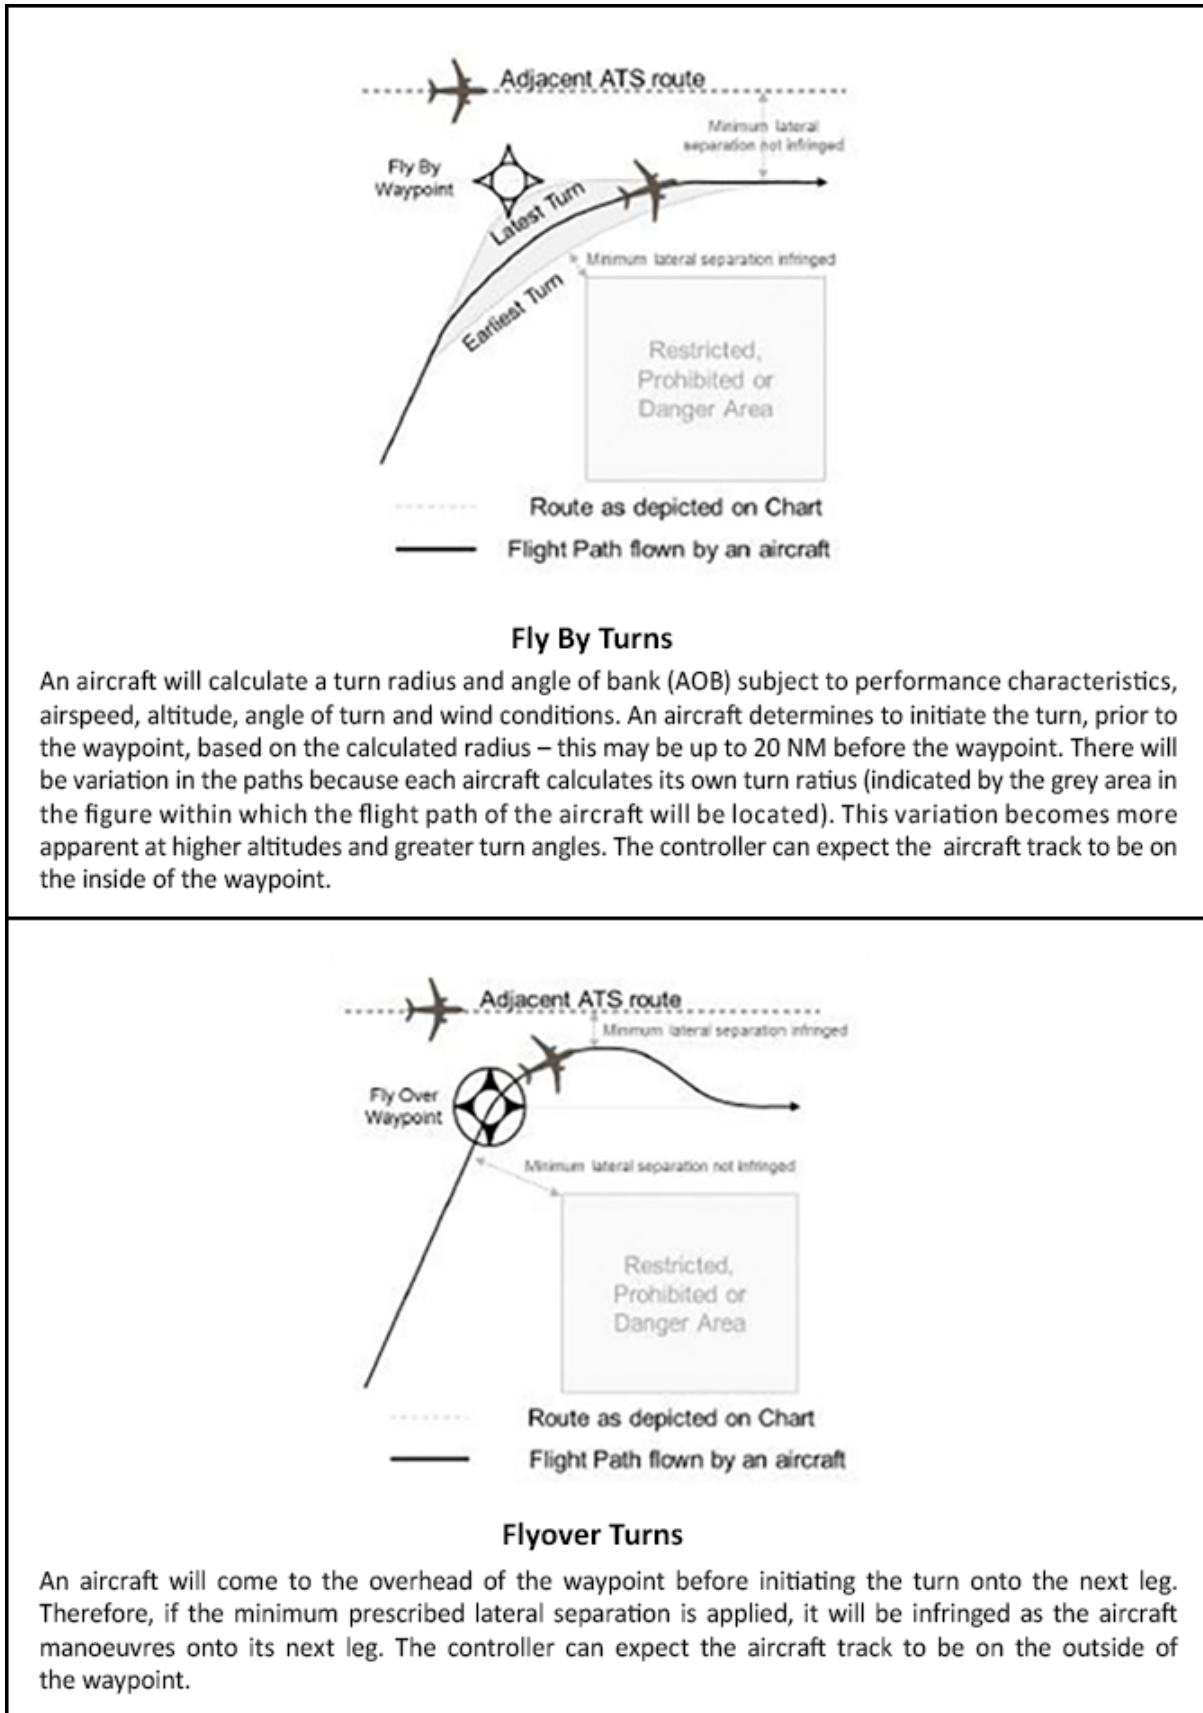 Adjacent ATS route
Minimum lateral
separation not infringed
Fly By
Waypoint
Latest Turn
Minimum lateral separation infringed
Earliest Turn
Restricted,
Prohibited or
Danger Area
Route as depicted on Chart
Flight Path flown by an aircraft
Fly By Turns
An aircraft will calculate a turn radius and angle of bank (AOB) subject to performance characteristics,
airspeed, altitude, angle of turn and wind conditions. An aircraft determines to initiate the turn, prior to
the waypoint, based on the calculated radius – this may be up to 20 NM before the waypoint. There will
be variation in the paths because each aircraft calculates its own turn ratius (indicated by the grey area in
the figure within which the flight path of the aircraft will be located). This variation becomes more
apparent at higher altitudes and greater turn angles. The controller can expect the aircraft track to be on
the inside of the waypoint.
Adjacent ATS route
Minimum lateral separation infringed
Fly Over
Waypoint
Minimum lateral separation not infringed
Restricted,
Prohibited or
Danger Area
Route as depicted on Chart
Flight Path flown by an aircraft
Flyover Turns
An aircraft will come to the overhead of the waypoint before initiating the turn onto the next leg.
Therefore, if the minimum prescribed lateral separation is applied, it will be infringed as the aircraft
manoeuvres onto its next leg. The controller can expect the aircraft track to be on the outside of
the waypoint.